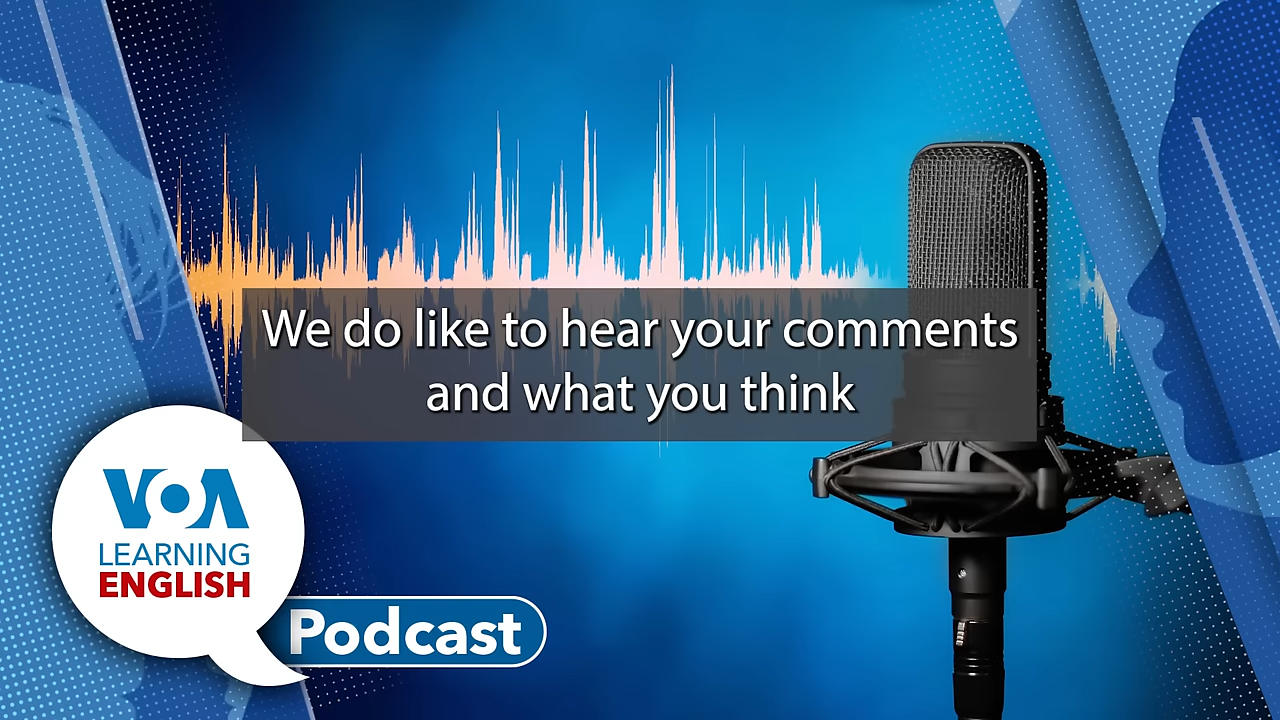 We do like to hear your comments
and what you think
VOA
LEARNING
ENGLISH
Podcast